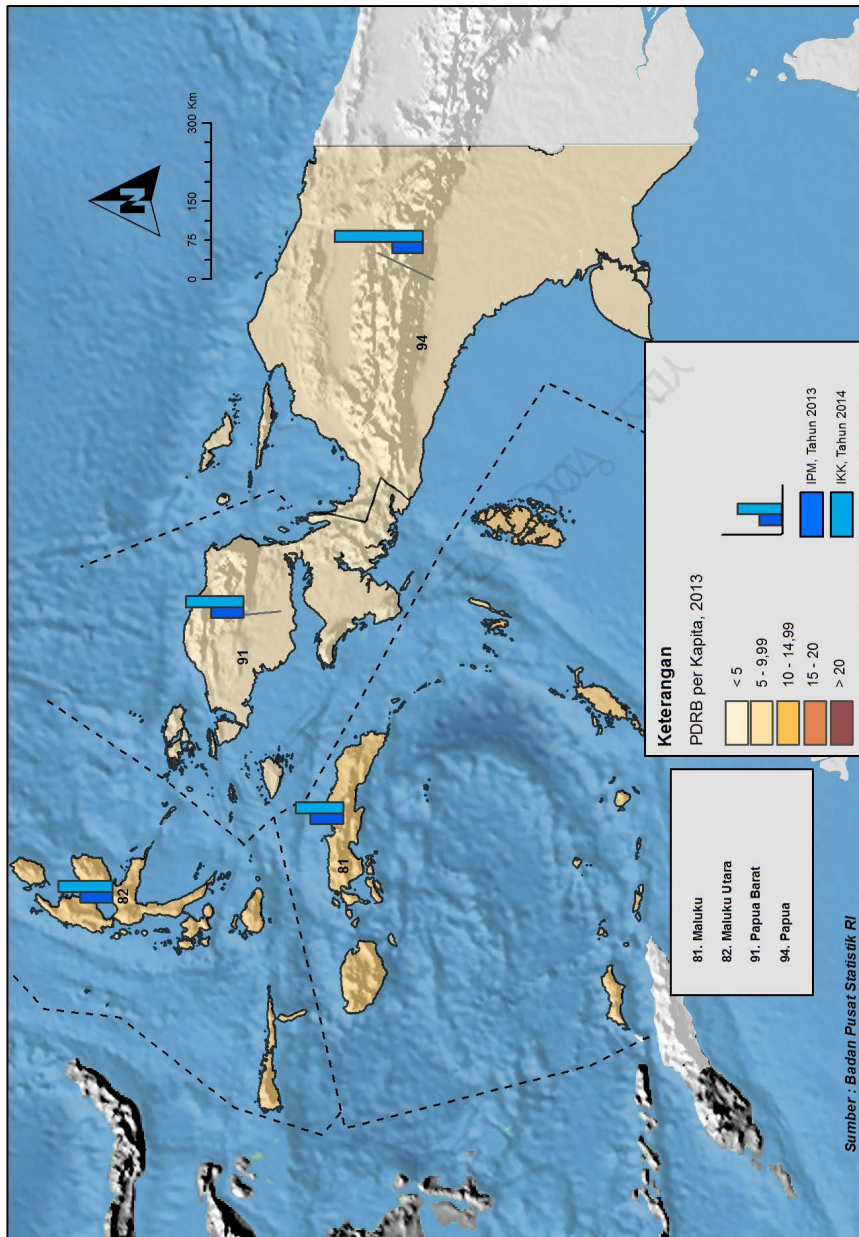 N
0 75 150 300 Km
82
91
94
81
Keterangan
PDRB per Kapita, 2013
< 5
5 - 9,99
10 - 14,99
15 - 20
> 20
IPM, Tahun 2013
IKK, Tahun 2014
81. Maluku
82. Maluku Utara
91. Papua Barat
94. Papua
Sumber : Badan Pusat Statistik RI